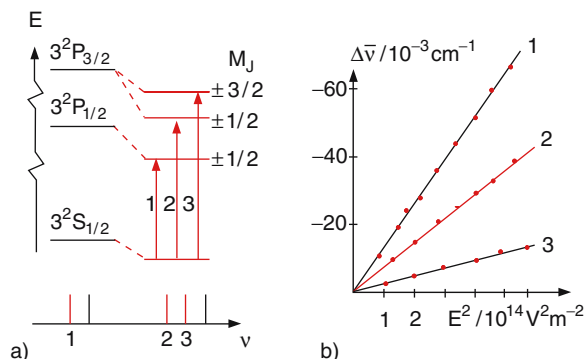 E
3²P3/2
3²P1/2
3²S1/2
MJ
±3/2
±1/2
±1/2
1 2 3
1 2 3 ν
a)
Δν̄/10⁻³cm⁻¹
−60
−40
−20
1
2
3
1 2 E²/10¹⁴V²m⁻²
b)